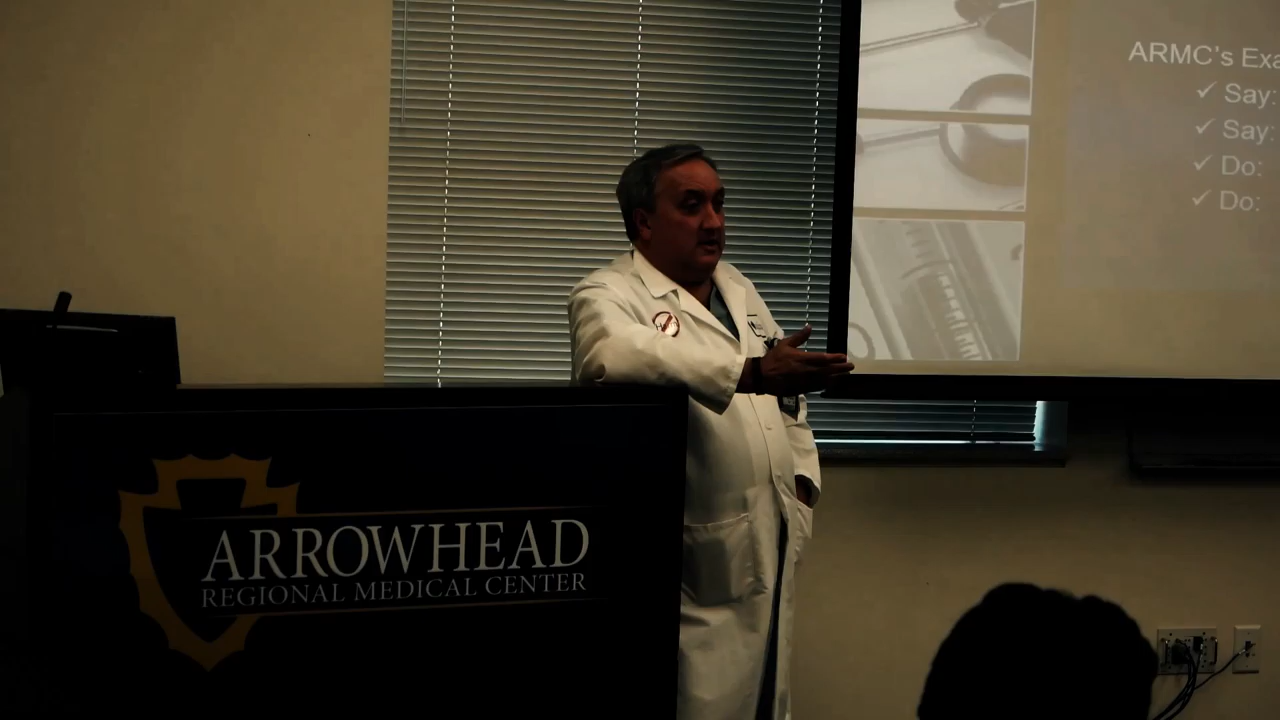 ARMC's Exa
✓ Say:
✓ Say:
✓ Do:
✓ Do:
ARROWHEAD
REGIONAL MEDICAL CENTER